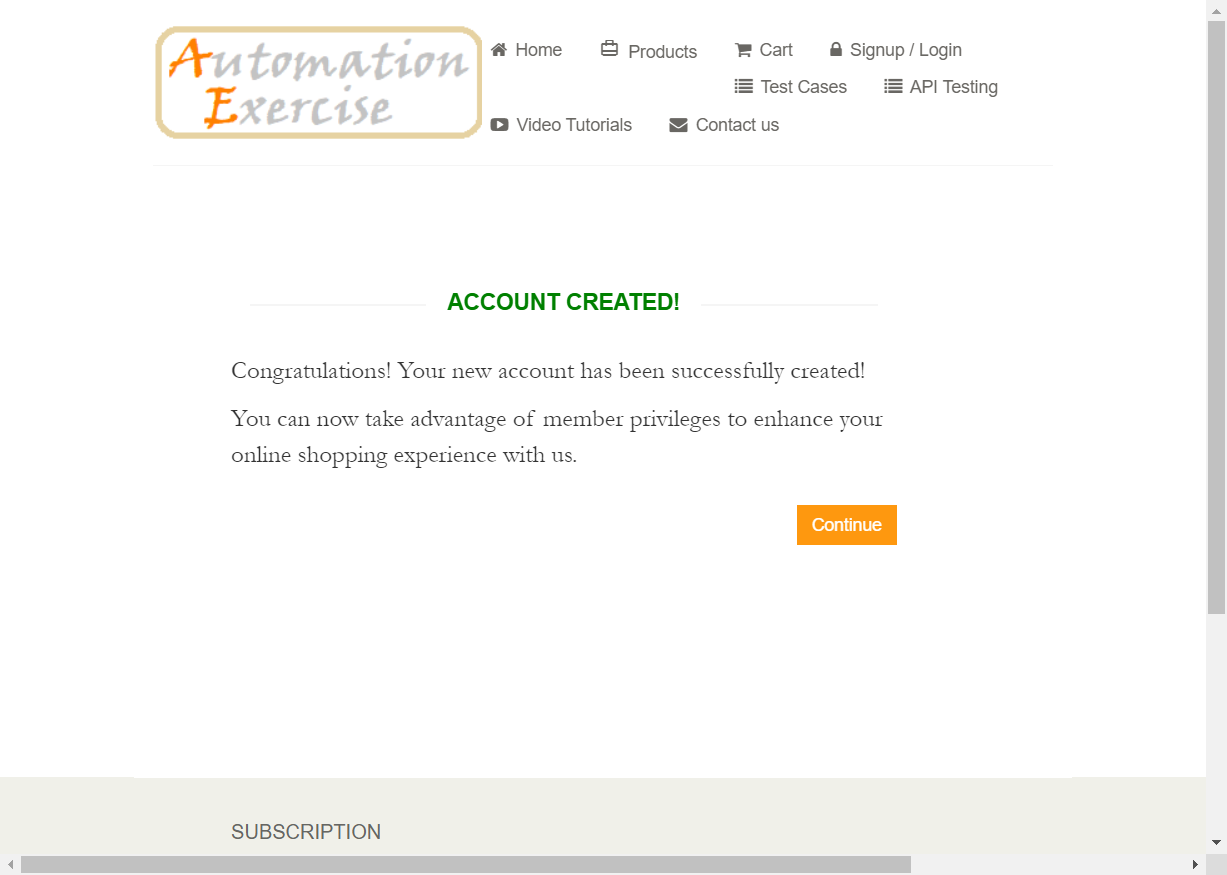 Automation
Exercise
Home
Products
Cart
Signup / Login
Test Cases
API Testing
Video Tutorials
Contact us
ACCOUNT CREATED!
Congratulations! Your new account has been successfully created!
You can now take advantage of member privileges to enhance your
online shopping experience with us.
Continue
SUBSCRIPTION